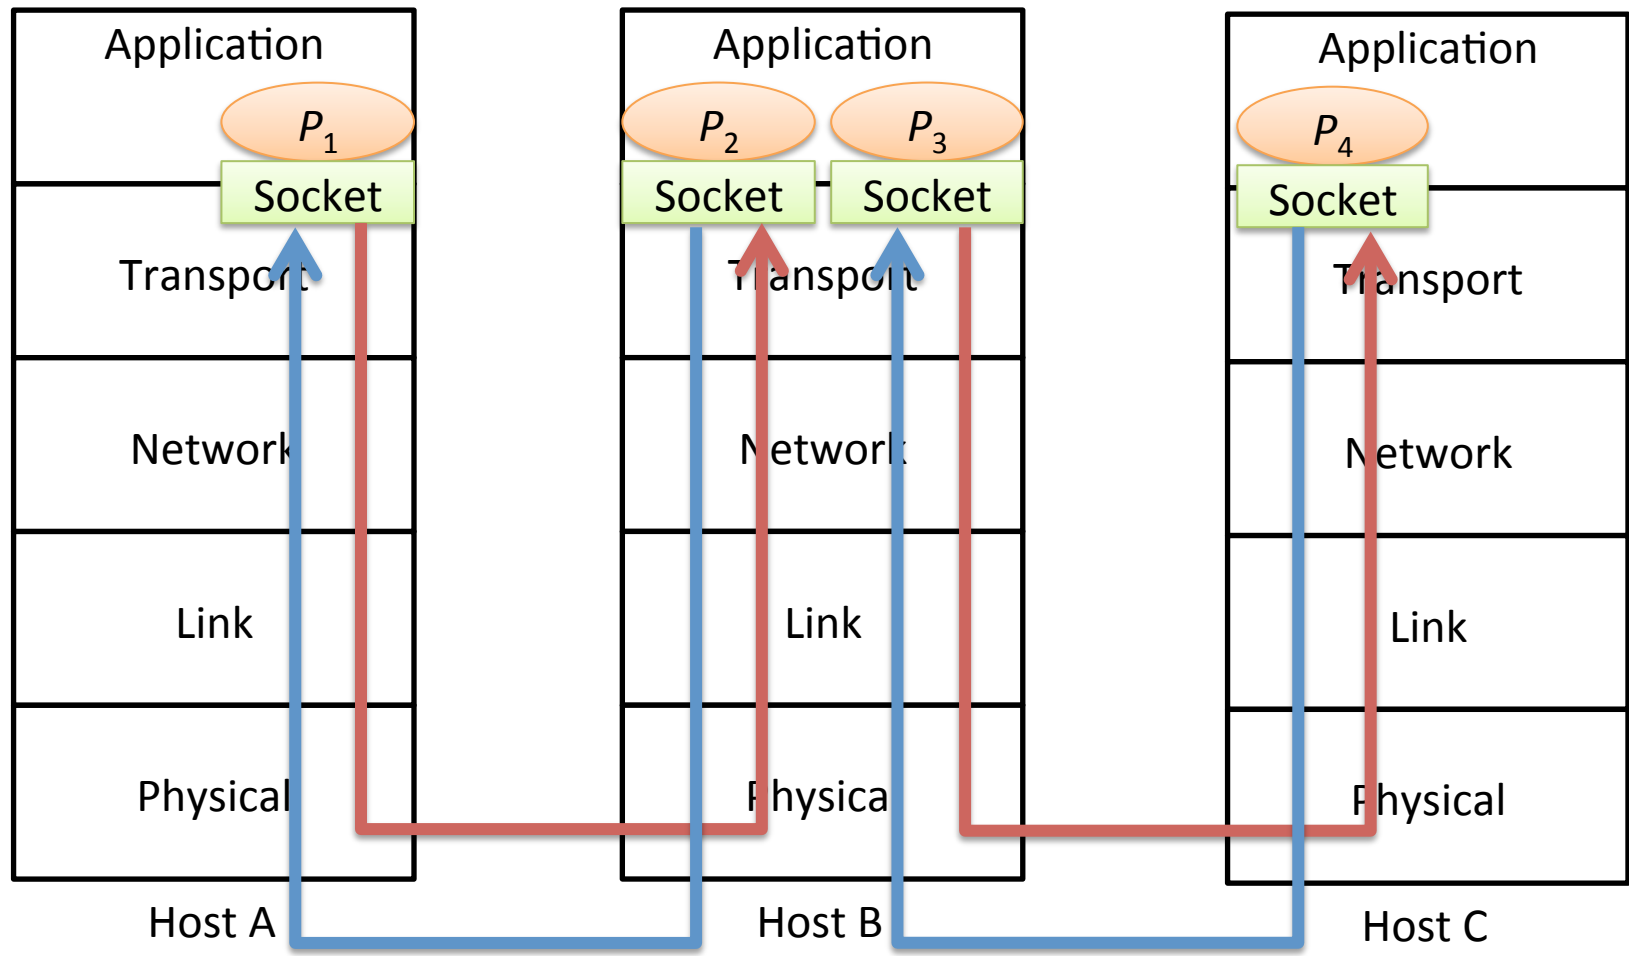 Application
Application
Application
P1
P2
P3
P4
Socket
Socket
Socket
Socket
Transport
Transport
Transport
Network
Network
Network
Link
Link
Link
Physical
Physical
Physical
Host A
Host B
Host C